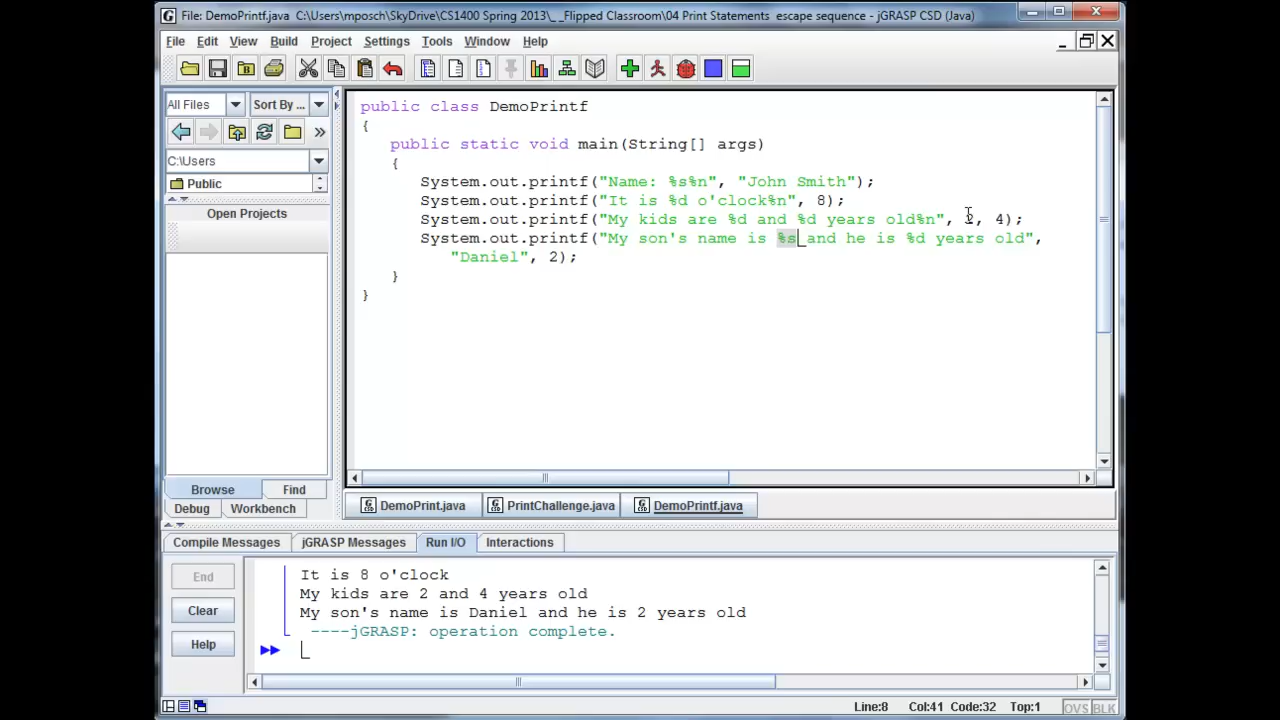 File: DemoPrintf.java C:\Users\mposch\SkyDrive\CS1400 Spring 2013\_ _Flipped Classroom\04 Print Statements escape sequence - jGRASP CSD (Java)
File Edit View Build Project Settings Tools Window Help
All Files Sort By ...
C:\Users
Public
Open Projects
Browse Find
Debug Workbench
public class DemoPrintf
{
public static void main(String[] args)
{
System.out.printf("Name: %s%n", "John Smith");
System.out.printf("It is %d o'clock%n", 8);
System.out.printf("My kids are %d and %d years old%n", 2, 4);
System.out.printf("My son's name is %s and he is %d years old",
"Daniel", 2);
}
}
DemoPrint.java PrintChallenge.java DemoPrintf.java
Compile Messages jGRASP Messages Run I/O Interactions
End
Clear
Help
It is 8 o'clock
My kids are 2 and 4 years old
My son's name is Daniel and he is 2 years old
----jGRASP: operation complete.
Line:8 Col:41 Code:32 Top:1 OVS BLK